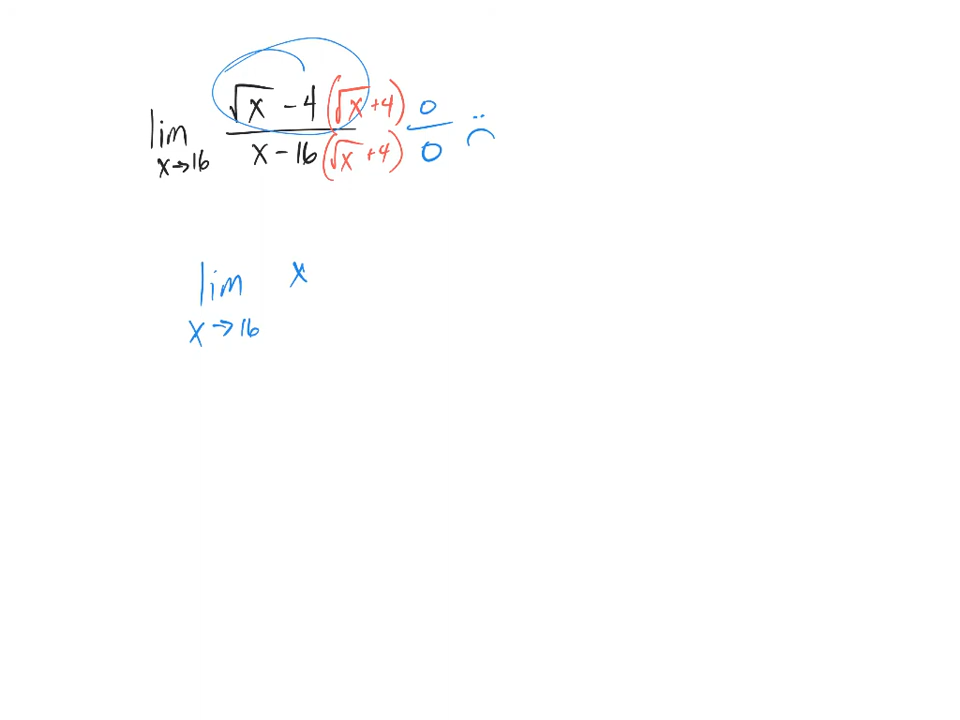 lim x→16 (√x − 4 (√x + 4)) / (x − 16 (√x + 4)) 0/0 :(
lim x→16 x